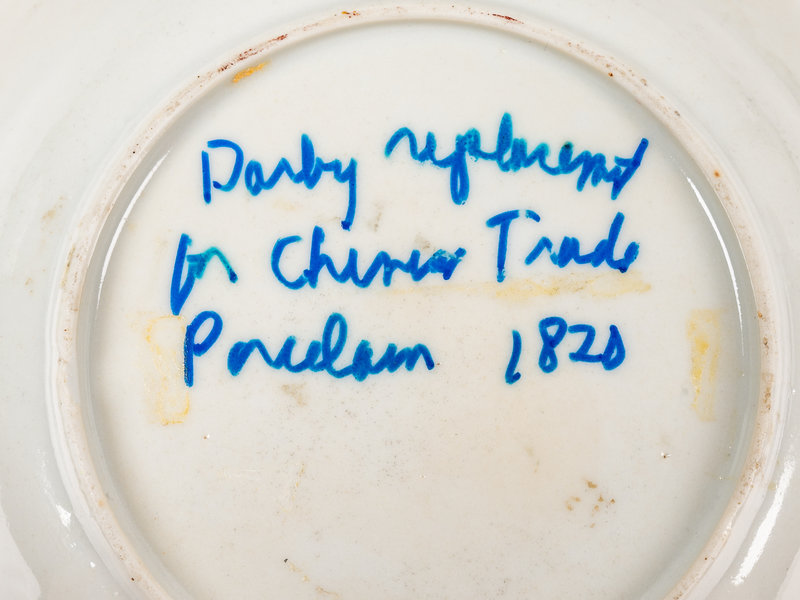 Darby replacement
for Chinese Trade
Porcelain 1820